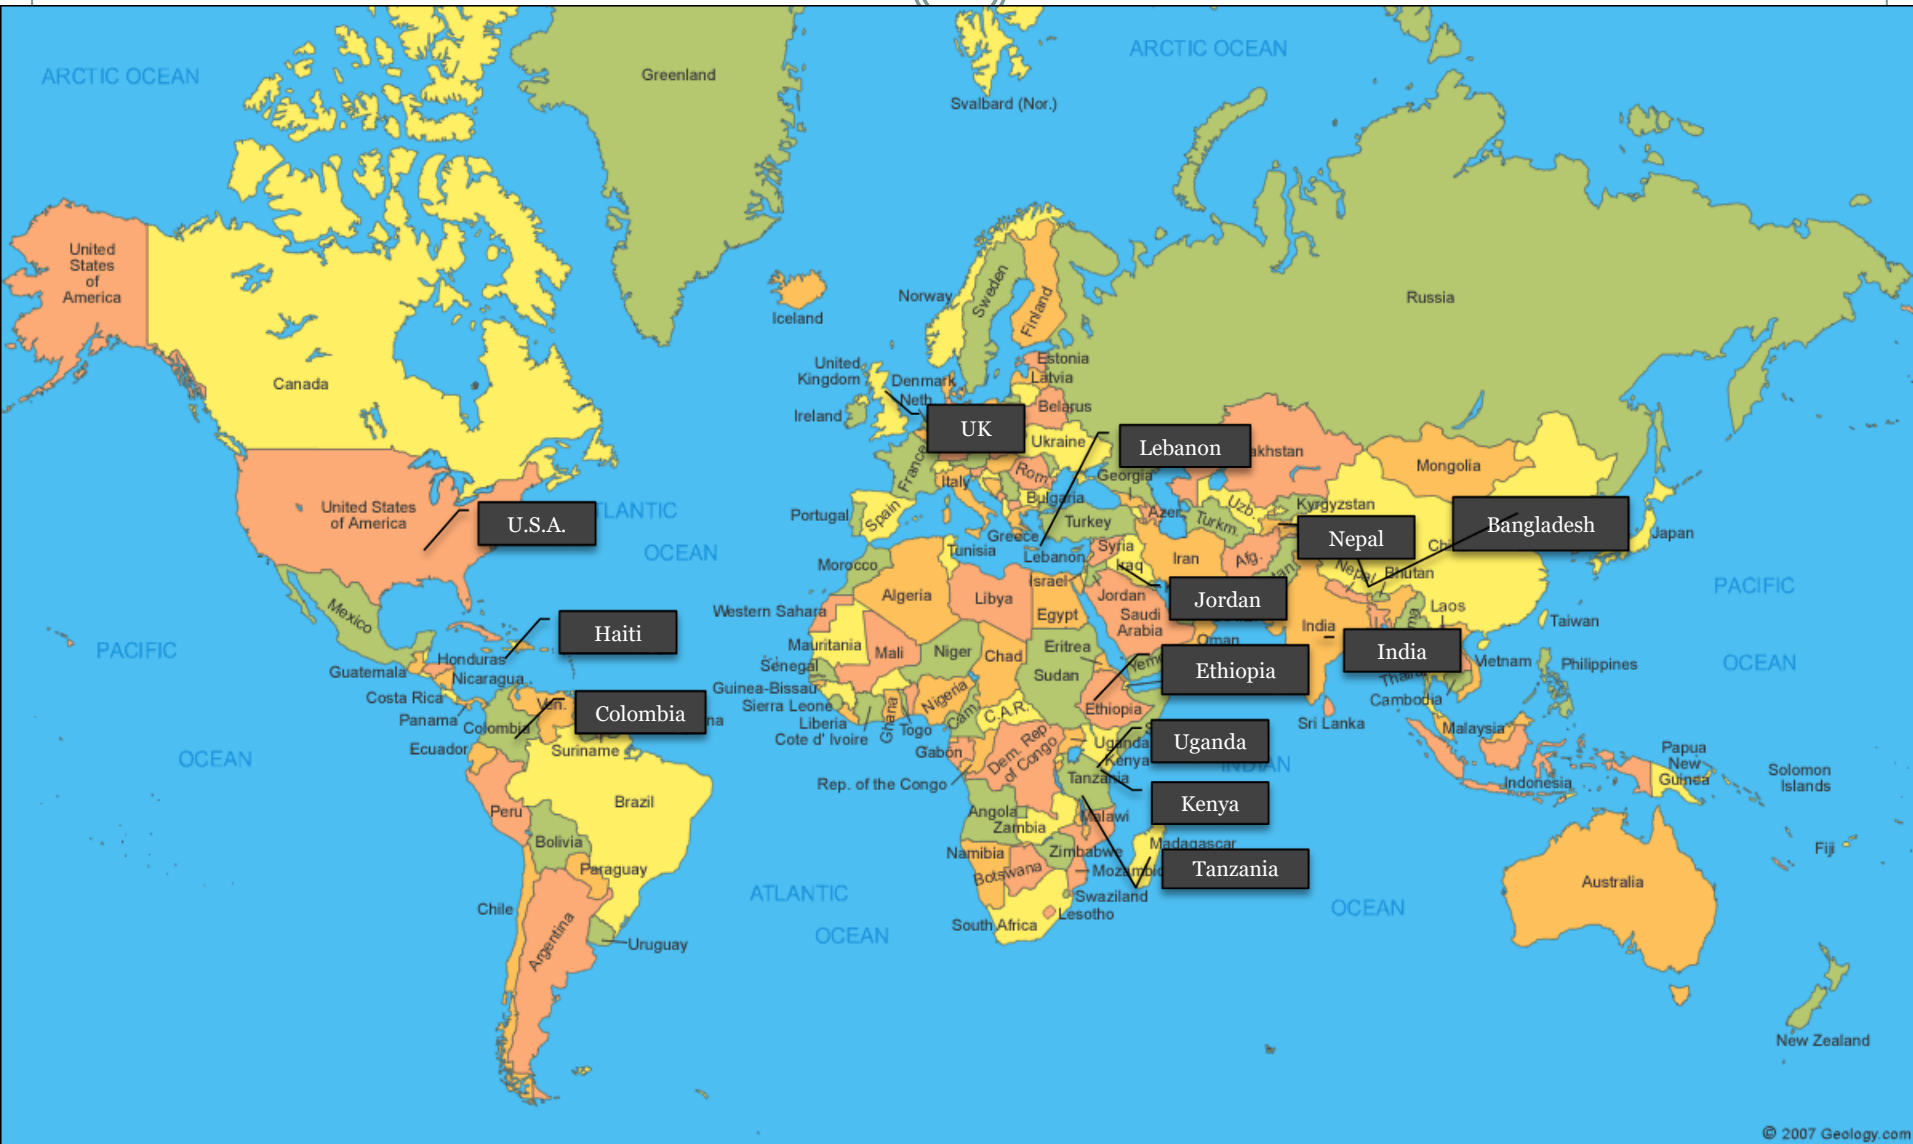 ARCTIC OCEAN
Greenland
Svalbard (Nor.)
ARCTIC OCEAN
United
States
of
America
Canada
Iceland
Norway
Sweden
Finland
Russia
Estonia
Latvia
Belarus
United
Kingdom
Denmark
Neth
Ireland
UK
Ukraine
Lebanon
akhstan
Mongolia
France
Rom.
Italy
Georgia
Bulgaria
Uzb.
Kyrgyzstan
Portugal
Spain
Turkey
Azer.
Turkm.
Nepal
Bangladesh
Japan
United States
of America
U.S.A.
TLANTIC
OCEAN
Greece
Tunisia
Lebanon
Syria
Iraq
Iran
Afg.
Nepal
Bhutan
Morocco
Israel
Algeria
Libya
Egypt
Jordan
Jordan
Saudi
Arabia
Western Sahara
Mexico
Haiti
PACIFIC
OCEAN
Mauritania
Mali
Niger
Chad
Eritrea
Sudan
Oman
India
India
Laos
Taiwan
PACIFIC
OCEAN
Honduras
Guatemala
Nicaragua
Costa Rica
Panama
Colombia
Ven.
Colombia
na
Ecuador
Suriname
Senegal
Guinea-Bissau
Sierra Leone
Liberia
Cote d' Ivoire
Ghana
Togo
Nigeria
Cam.
C.A.R.
Ethiopia
Ethiopia
Vietnam
Philippines
Cambodia
Sri Lanka
Malaysia
Gabon
Rep. of the Congo
Dem. Rep.
of Congo
Uganda
Uganda
Kenya
Kenya
INDIAN
OCEAN
Tanzania
Tanzania
Indonesia
Papua
New
Guinea
Solomon
Islands
Peru
Brazil
Bolivia
Paraguay
Chile
Argentina
Uruguay
ATLANTIC
OCEAN
Angola
Zambia
Malawi
Namibia
Botswana
Zimbabwe
Madagascar
Mozambic
Swaziland
Lesotho
South Africa
Australia
Fiji
New Zealand
© 2007 Geology.com